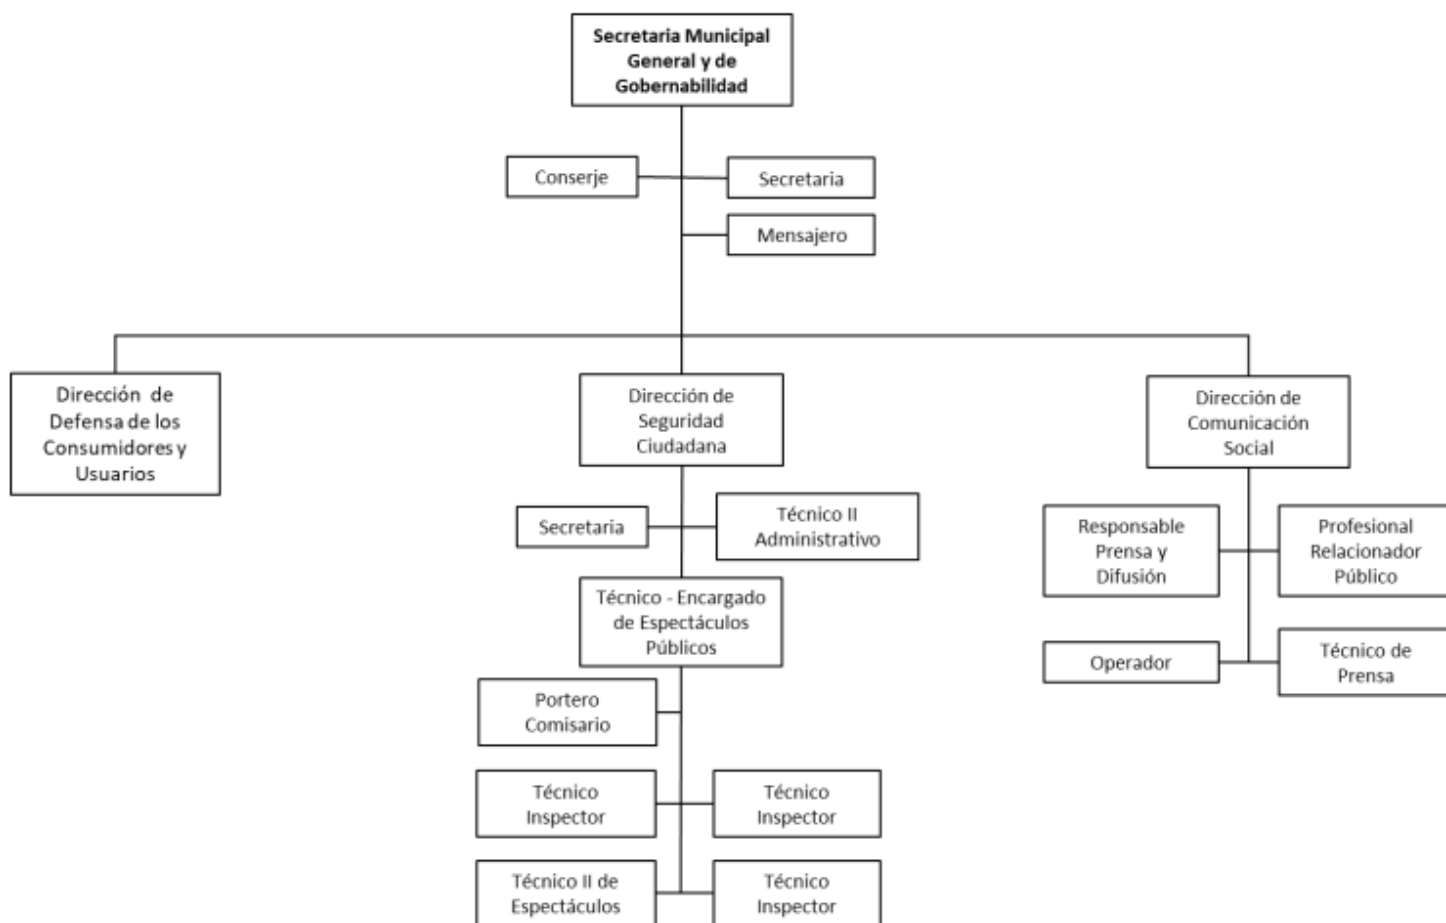 Secretaria Municipal
General y de
Gobernabilidad
Conserje
Secretaria
Mensajero
Dirección de
Defensa de los
Consumidores y
Usuarios
Dirección de
Seguridad
Ciudadana
Dirección de
Comunicación
Social
Secretaria
Técnico II
Administrativo
Responsable
Prensa y
Difusión
Profesional
Relacionador
Público
Técnico - Encargado
de Espectáculos
Públicos
Operador
Técnico de
Prensa
Portero
Comisario
Técnico
Inspector
Técnico
Inspector
Técnico II de
Espectáculos
Técnico
Inspector